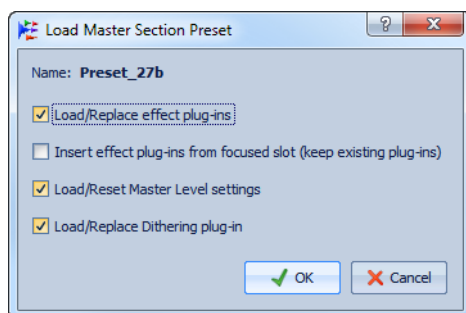 Load Master Section Preset
Name: Preset_27b
Load/Replace effect plug-ins
Insert effect plug-ins from focused slot (keep existing plug-ins)
Load/Reset Master Level settings
Load/Replace Dithering plug-in
OK Cancel